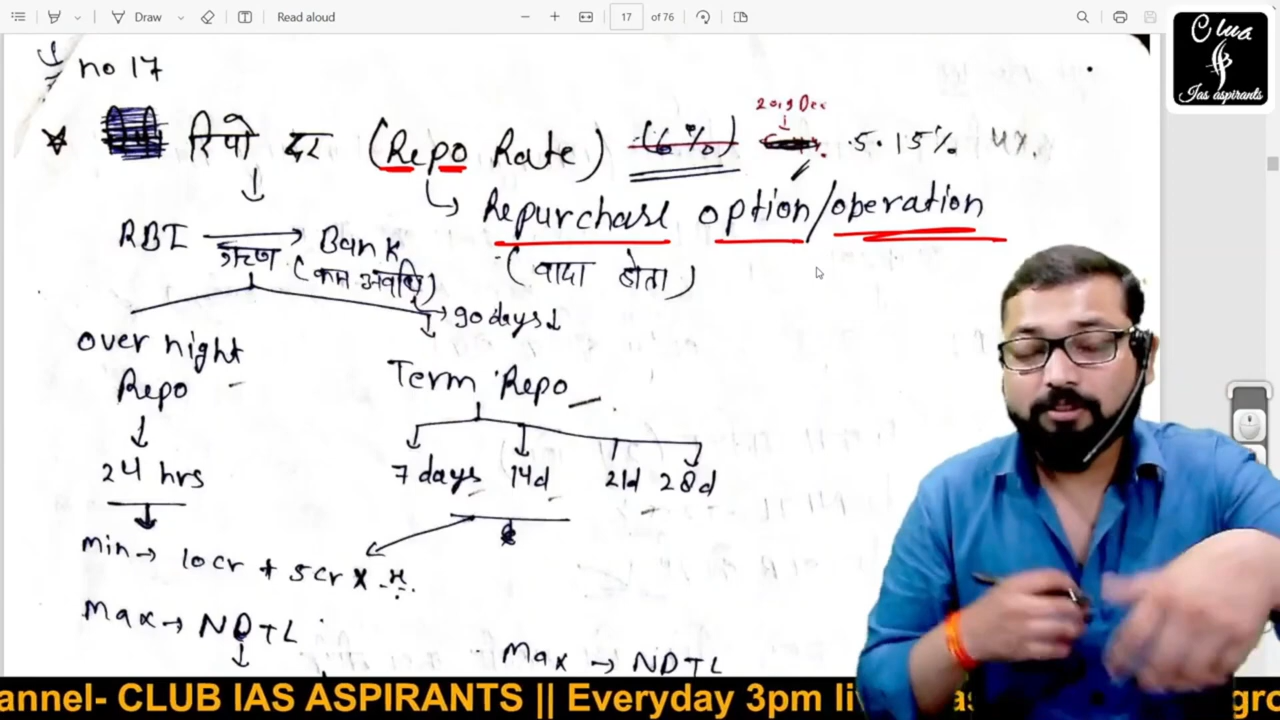 Draw
Read aloud
17 of 76
Clua
Ias aspirants
no 17
2019 Dec
रिपो दर (Repo Rate) (6%) 5.15% 4%.
Repurchase option/operation
RBI Bank
ऋण (कम अवधि) (वादा होता)
90 days
over night Repo
Term Repo
24 hrs
7 days 14d 21d 28d
Min → 10cr + 5cr x
Max → NDTL
Max → NDTL
annel- CLUB IAS ASPIRANTS || Everyday 3pm li